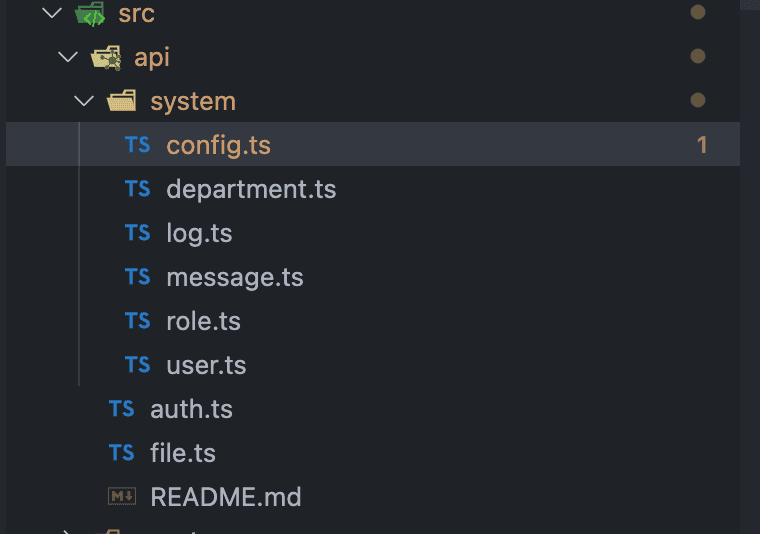 src
api
system
TS config.ts 1
TS department.ts
TS log.ts
TS message.ts
TS role.ts
TS user.ts
TS auth.ts
TS file.ts
M README.md